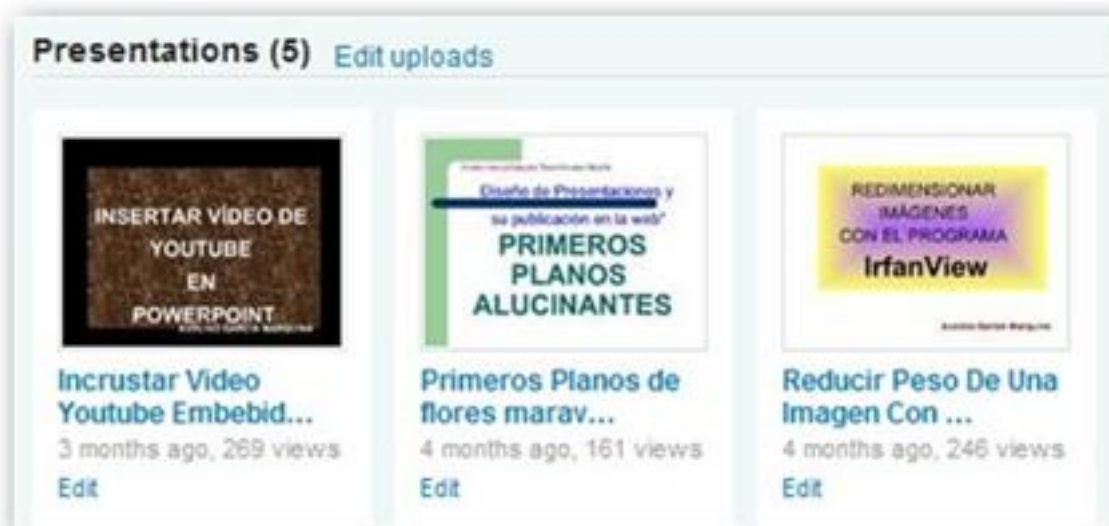 Presentations (5) Edit uploads
INSERTAR VÍDEO DE
YOUTUBE
EN
POWERPOINT
Diseño de Presentaciones y
su publicación en la web"
PRIMEROS
PLANOS
ALUCINANTES
REDIMENSIONAR
IMÁGENES
CON EL PROGRAMA
IrfanView
Incrustar Video
Youtube Embebid...
3 months ago, 269 views
Edit
Primeros Planos de
flores marav...
4 months ago, 161 views
Edit
Reducir Peso De Una
Imagen Con ...
4 months ago, 246 views
Edit